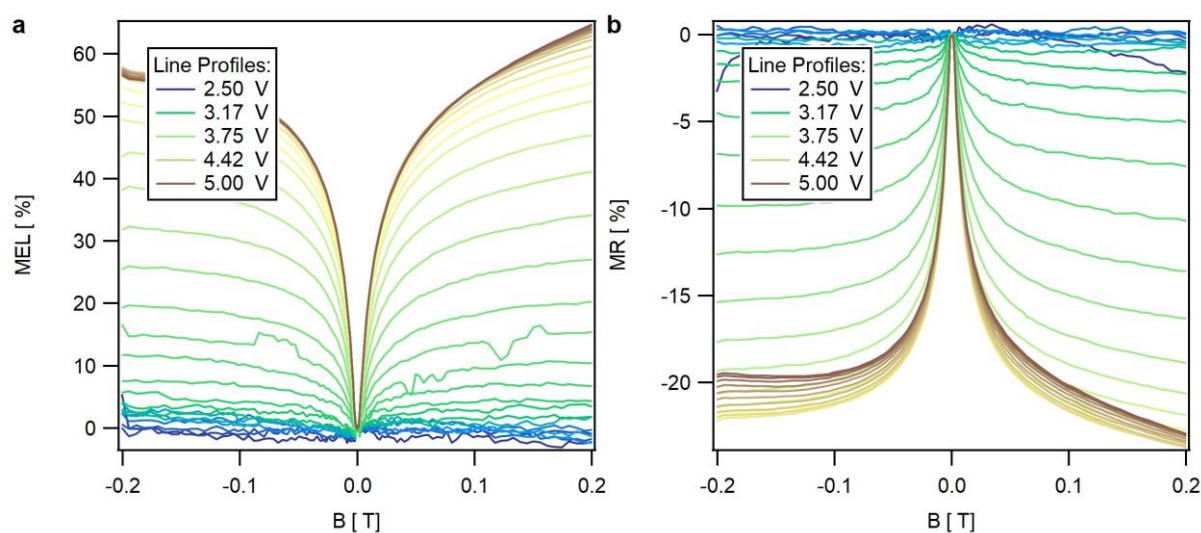 a
MEL [ %]
60
50
40
30
20
10
0
Line Profiles:
2.50 V
3.17 V
3.75 V
4.42 V
5.00 V
-0.2
-0.1
0.0
0.1
0.2
B [ T]
b
MR [ %]
0
-5
-10
-15
-20
Line Profiles:
2.50 V
3.17 V
3.75 V
4.42 V
5.00 V
-0.2
-0.1
0.0
0.1
0.2
B [ T]